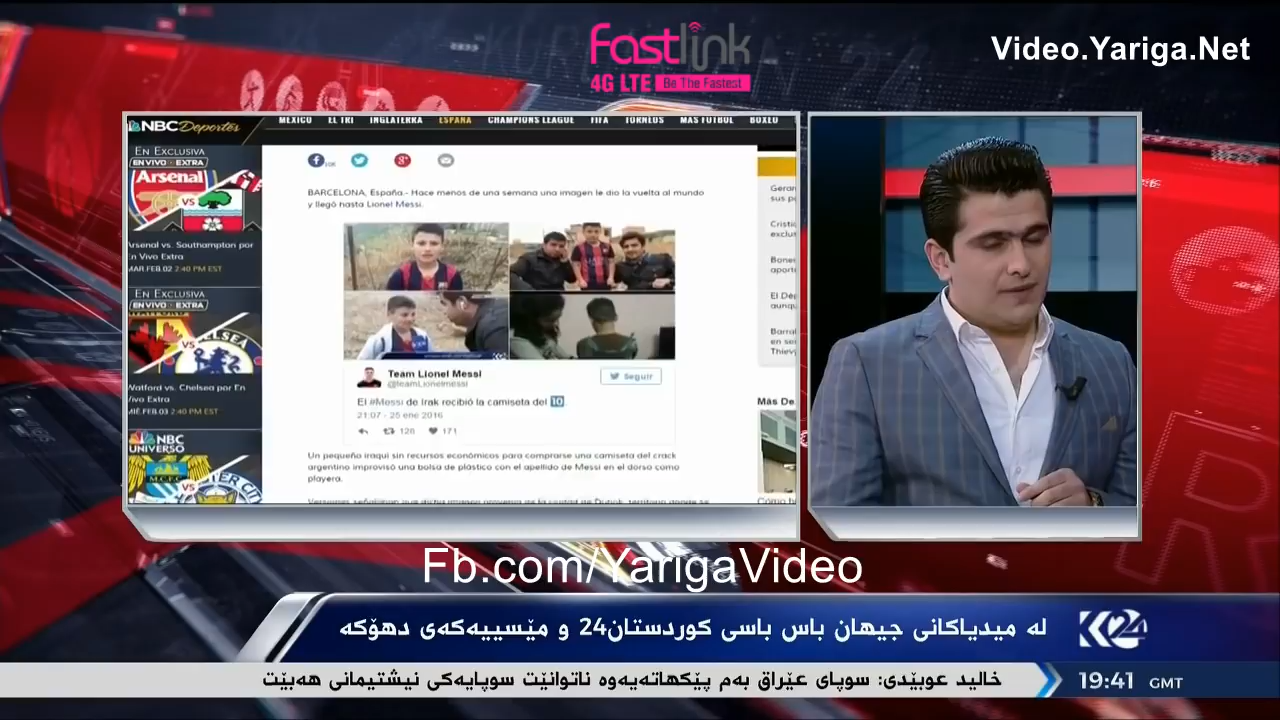 Fastlink
4G LTE Be The Fastest
Video.Yariga.Net
NBC Deportes
MEXICO EL TRI INGLATERRA ESPAÑA CHAMPIONS LEAGUE FIFA TORNEOS MÁS FÚTBOL BOXEO
EN EXCLUSIVA
EN VIVO EXTRA
Arsenal
VS
Arsenal vs. Southampton por
En Vivo Extra
MAR.FEB.02 2:40 PM EST
EN EXCLUSIVA
EN VIVO EXTRA
VS
Watford vs. Chelsea por En
Vivo Extra
MIÉ.FEB.03 2:40 PM EST
NBC
UNIVERSO
VS
BARCELONA, España.- Hace menos de una semana una imagen le dio la vuelta al mundo
y llegó hasta Lionel Messi.
Team Lionel Messi
@teamLionelmessi
Seguir
El #Messi de Irak recibió la camiseta del 10
21:07 - 25 ene 2016
126 171
Un pequeño iraquí sin recursos económicos para comprarse una camiseta del crack
argentino improvisó una bolsa de plástico con el apellido de Messi en el dorso como
playera.
Más De
Fb.com/YarigaVideo
لە میدیاکانی جیهان باس باسی کوردستان24 و مێسییەکەی دهۆکە
K24
خالید عوبێدی: سوپای عێراق بەم پێکهاتەیەوە ناتوانێت سوپایەکی نیشتیمانی هەبێت
19:41 GMT